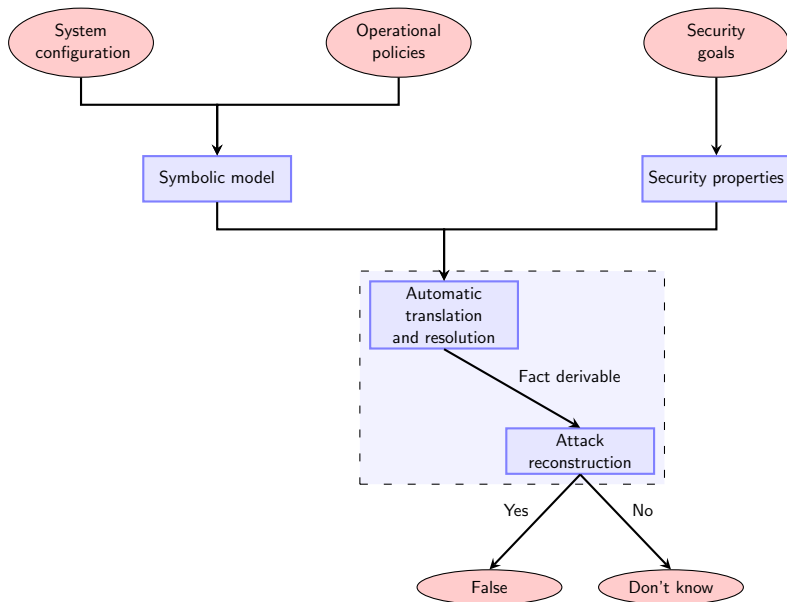 System
configuration
Operational
policies
Security
goals
Symbolic model
Security properties
Automatic
translation
and resolution
Fact derivable
Attack
reconstruction
Yes
No
False
Don't know